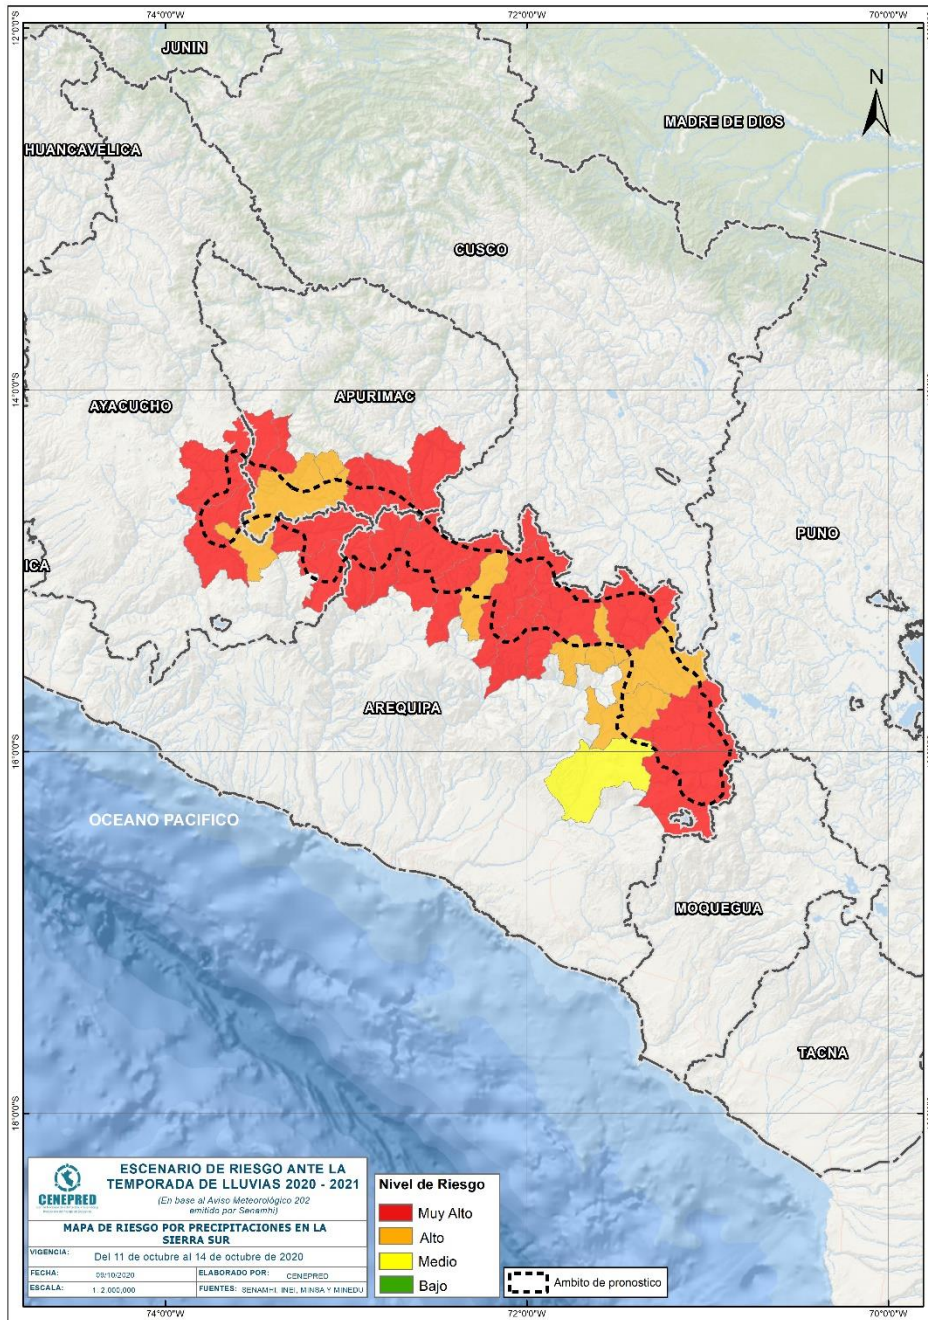 74°0'0"W
72°0'0"W
70°0'0"W
12°0'0"S
JUNIN
N
MADRE DE DIOS
HUANCAVELICA
CUSCO
14°0'0"S
APURIMAC
AYACUCHO
PUNO
ICA
AREQUIPA
16°0'0"S
OCEANO PACIFICO
MOQUEGUA
TACNA
18°0'0"S
CENEPRED
ESCENARIO DE RIESGO ANTE LA
TEMPORADA DE LLUVIAS 2020 - 2021
(En base al Aviso Meteorológico 202
emitido por Senamhi)
MAPA DE RIESGO POR PRECIPITACIONES EN LA
SIERRA SUR
VIGENCIA: Del 11 de octubre al 14 de octubre de 2020
FECHA: 09/10/2020 ELABORADO POR: CENEPRED
ESCALA: 1: 2.000,000 FUENTES: SENAMHI, INEI, MINSA Y MINEDU
Nivel de Riesgo
Muy Alto
Alto
Medio
Bajo
Ambito de pronostico
74°0'0"W
72°0'0"W
70°0'0"W